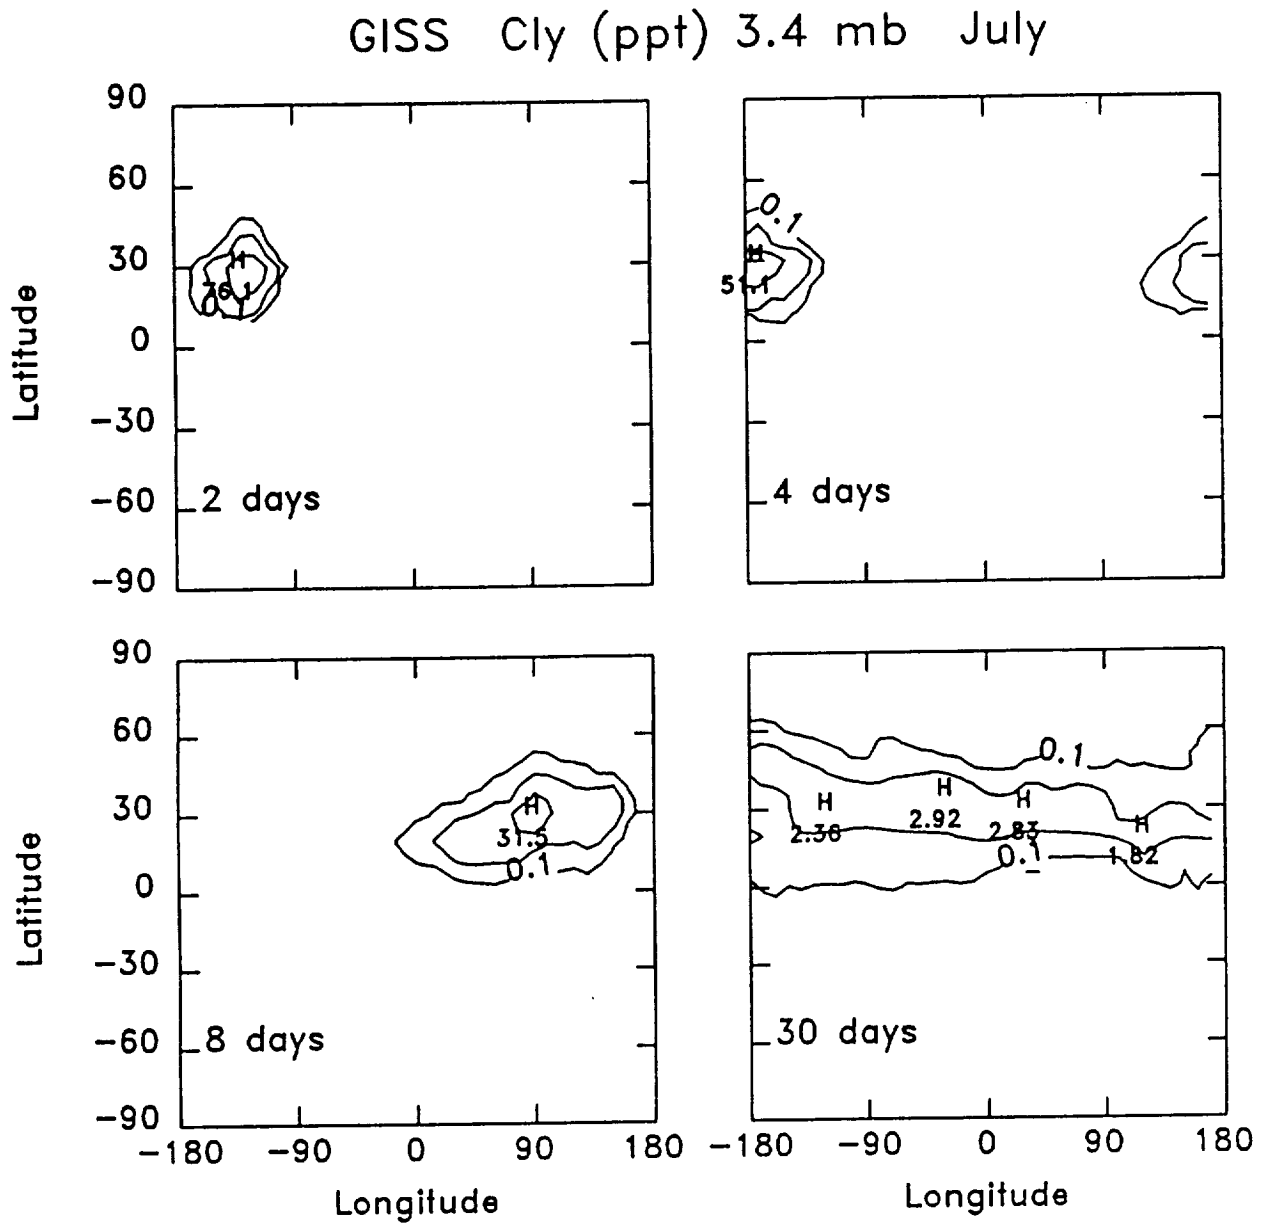 GISS Cly (ppt) 3.4 mb July
90
60
30
0
-30
-60
-90
Latitude
H
76.1
0.1
2 days
0.1
H
51.1
4 days
90
60
30
0
-30
-60
-90
Latitude
H
31.5
0.1
8 days
-180 -90 0 90 180
Longitude
0.1
H H H H
2.36 2.92 2.83 1.82
0.1
30 days
-180 -90 0 90 180
Longitude